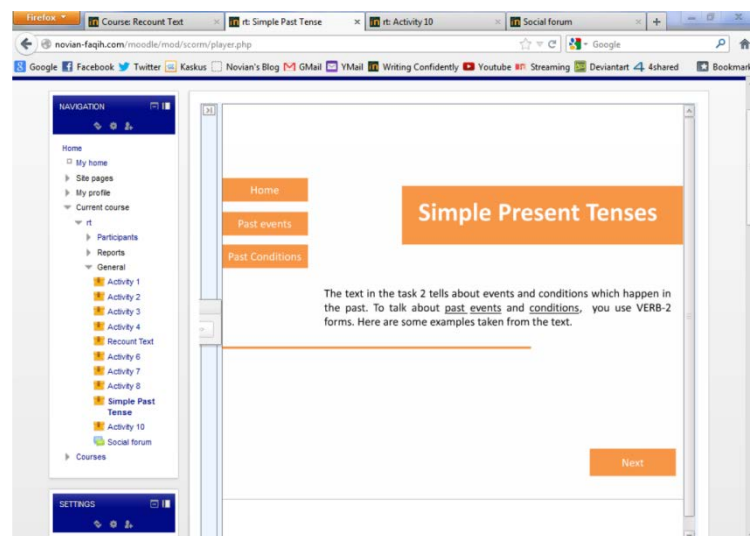 Firefox
Course: Recount Text
rt: Simple Past Tense
rt: Activity 10
Social forum
novian-faqih.com/moodle/mod/scorm/player.php
Google
Google Facebook Twitter Kaskus Novian's Blog GMail YMail Writing Confidently Youtube Streaming Deviantart 4shared Bookmark
NAVIGATION
Home
My home
Site pages
My profile
Current course
rt
Participants
Reports
General
Activity 1
Activity 2
Activity 3
Activity 4
Recount Text
Activity 6
Activity 7
Activity 8
Simple Past
Tense
Activity 10
Social forum
Courses
SETTINGS
Home
Past events
Past Conditions
Simple Present Tenses
The text in the task 2 tells about events and conditions which happen in
the past. To talk about past events and conditions, you use VERB-2
forms. Here are some examples taken from the text.
Next